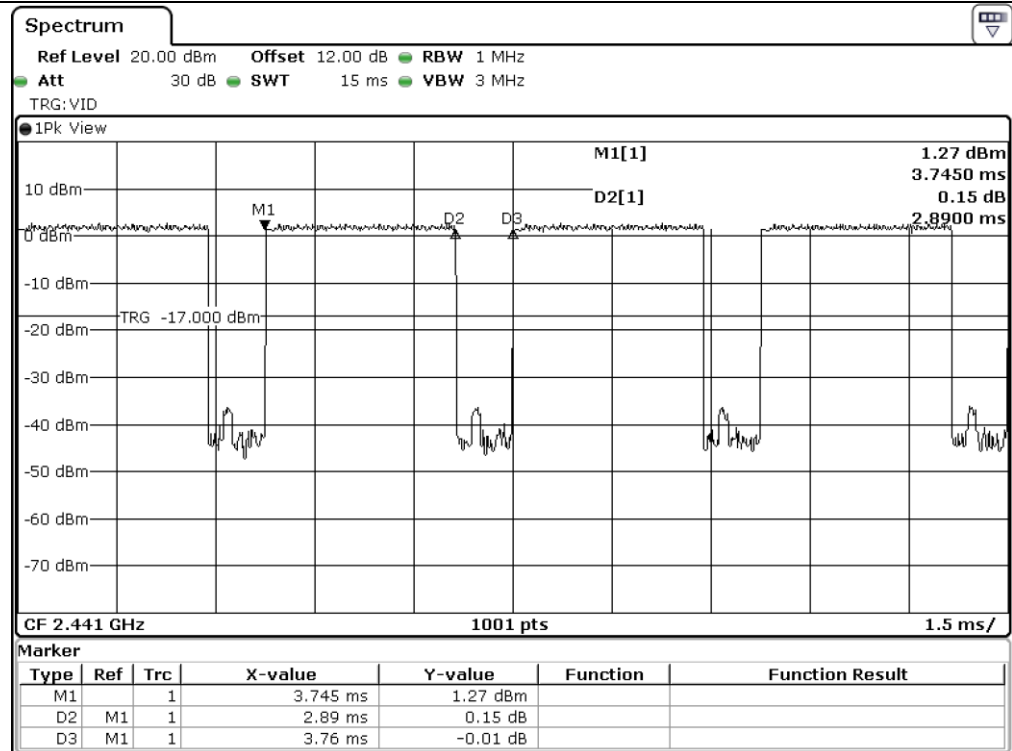 Spectrum
Ref Level 20.00 dBm Offset 12.00 dB RBW 1 MHz
Att 30 dB SWT 15 ms VBW 3 MHz
TRG:VID
1Pk View
M1[1] 1.27 dBm
3.7450 ms
10 dBm
D2[1] 0.15 dB
2.8900 ms
M1 D2 D3
0 dBm
-10 dBm
TRG -17.000 dBm
-20 dBm
-30 dBm
-40 dBm
-50 dBm
-60 dBm
-70 dBm
CF 2.441 GHz 1001 pts 1.5 ms/
Marker
Type Ref Trc X-value Y-value Function Function Result
M1 1 3.745 ms 1.27 dBm
D2 M1 1 2.89 ms 0.15 dB
D3 M1 1 3.76 ms -0.01 dB